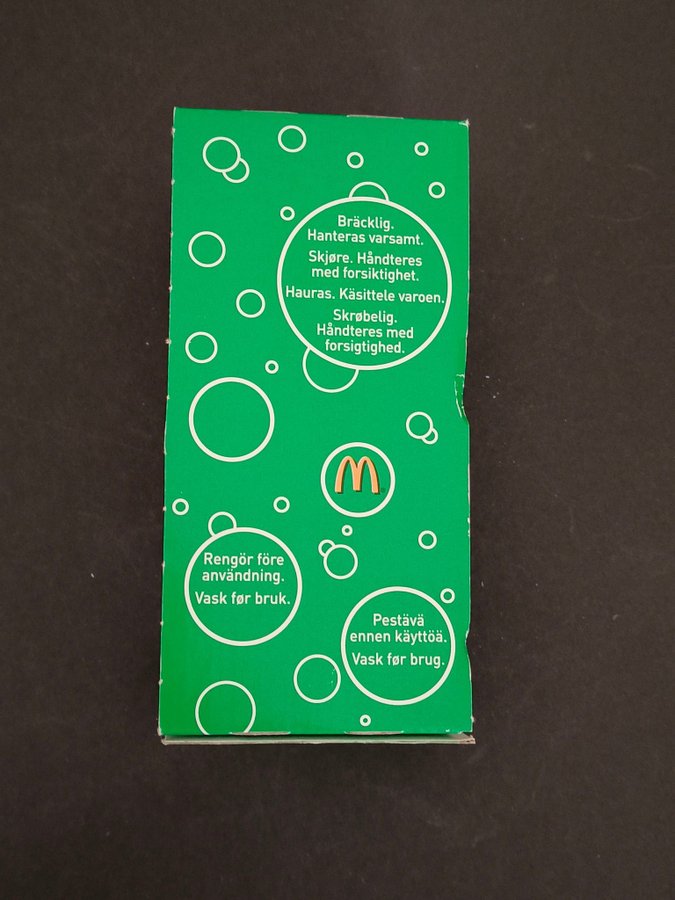 Bräcklig.
Hanteras varsamt.
Skjøre. Håndteres
med forsiktighet.
Hauras. Käsittele varoen.
Skrøbelig.
Håndteres med
forsigtighed.
Rengör före
användning.
Vask før bruk.
Pestävä
ennen käyttöä.
Vask før brug.